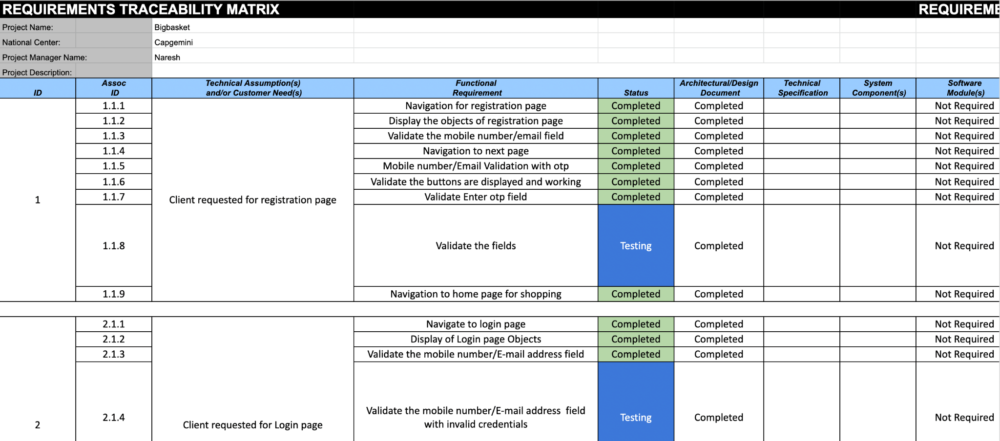 REQUIREMENTS TRACEABILITY MATRIX REQUIREME
Project Name: Bigbasket
National Center: Capgemini
Project Manager Name: Naresh
Project Description:
ID Assoc ID Technical Assumption(s) and/or Customer Need(s) Functional Requirement Status Architectural/Design Document Technical Specification System Component(s) Software Module(s)
1.1.1 Navigation for registration page Completed Completed Not Required
1.1.2 Display the objects of registration page Completed Completed Not Required
1.1.3 Validate the mobile number/email field Completed Completed Not Required
1.1.4 Navigation to next page Completed Completed Not Required
1.1.5 Mobile number/Email Validation with otp Completed Completed Not Required
1.1.6 Validate the buttons are displayed and working Completed Completed Not Required
1.1.7 Validate Enter otp field Completed Completed Not Required
1 Client requested for registration page
1.1.8 Validate the fields Testing Completed Not Required
1.1.9 Navigation to home page for shopping Completed Completed Not Required
2.1.1 Navigate to login page Completed Completed Not Required
2.1.2 Display of Login page Objects Completed Completed Not Required
2.1.3 Validate the mobile number/E-mail address field Completed Completed Not Required
2.1.4 Validate the mobile number/E-mail address field with invalid credentials Testing Completed Not Required
2 Client requested for Login page